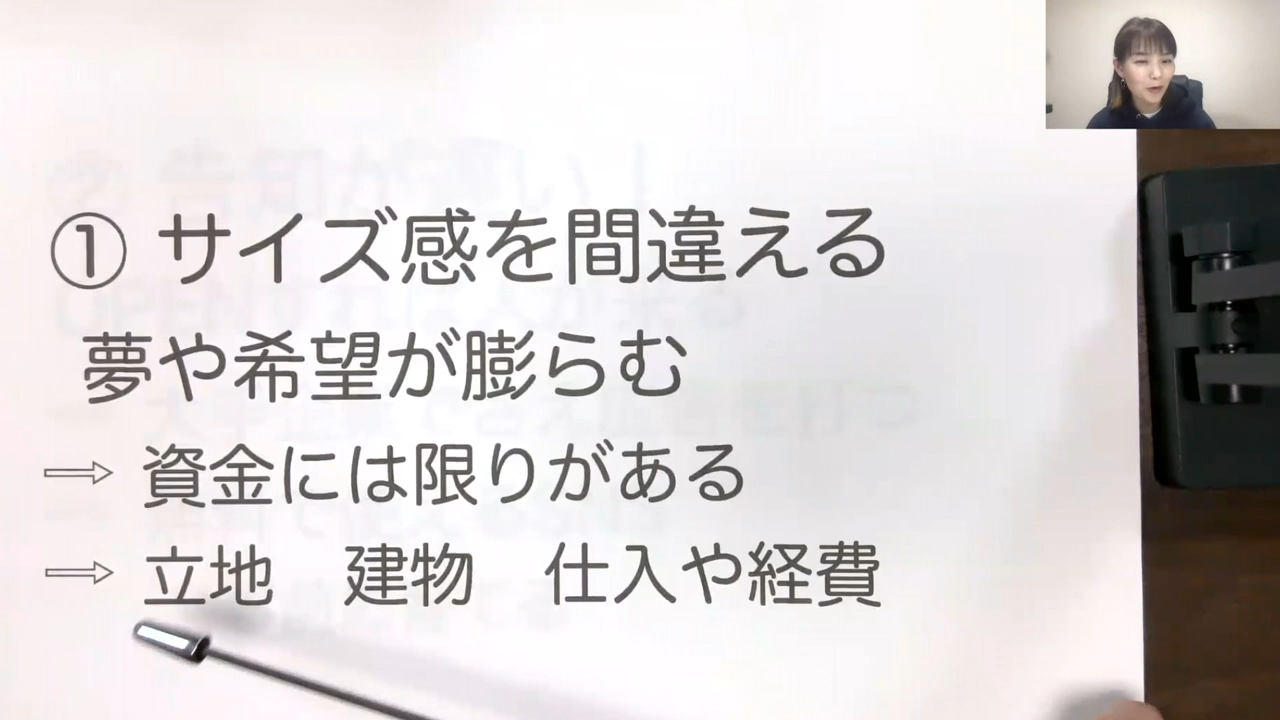 ① サイズ感を間違える
夢や希望が膨らむ
⇨ 資金には限りがある
⇨ 立地 建物 仕入や経費